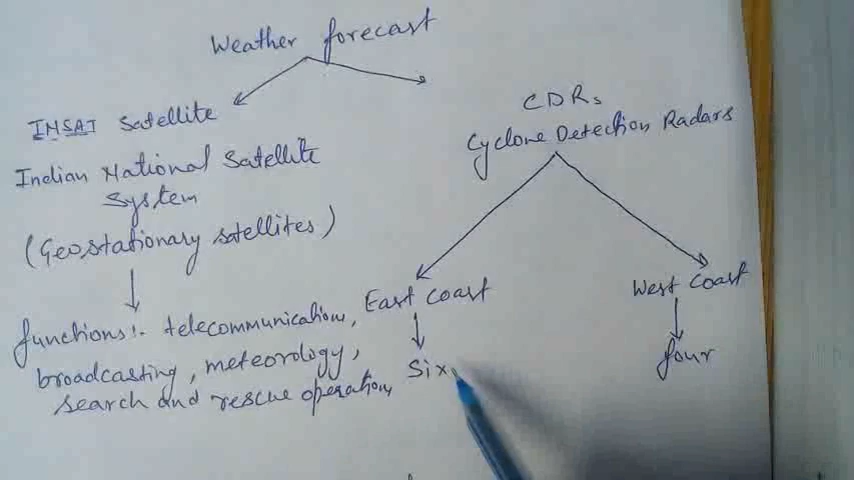 Weather forecast
INSAT Satellite
Indian National Satellite
System
(Geostationary satellites)
functions:- telecommunication,
broadcasting, meteorology,
search and rescue operation,
CDRs
Cyclone Detection Radars
East coast
Six
West coast
four